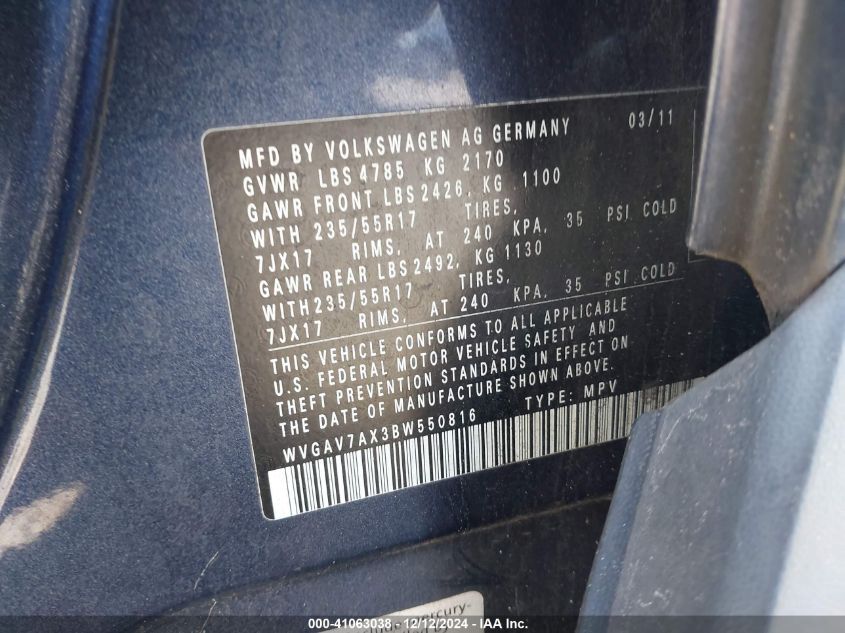 MFD BY VOLKSWAGEN AG GERMANY 03/11
GVWR LBS 4785 KG 2170
GAWR FRONT LBS 2426, KG 1100
WITH 235/55R17 TIRES,
7JX17 RIMS, AT 240 KPA, 35 PSI COLD
GAWR REAR LBS 2492, KG 1130
WITH 235/55R17 TIRES,
7JX17 RIMS, AT 240 KPA, 35 PSI COLD
THIS VEHICLE CONFORMS TO ALL APPLICABLE
U.S. FEDERAL MOTOR VEHICLE SAFETY AND
THEFT PREVENTION STANDARDS IN EFFECT ON
THE DATE OF MANUFACTURE SHOWN ABOVE.
WVGAV7AX3BW550816 TYPE: MPV
000-41063038 - 12/12/2024 - IAA Inc.